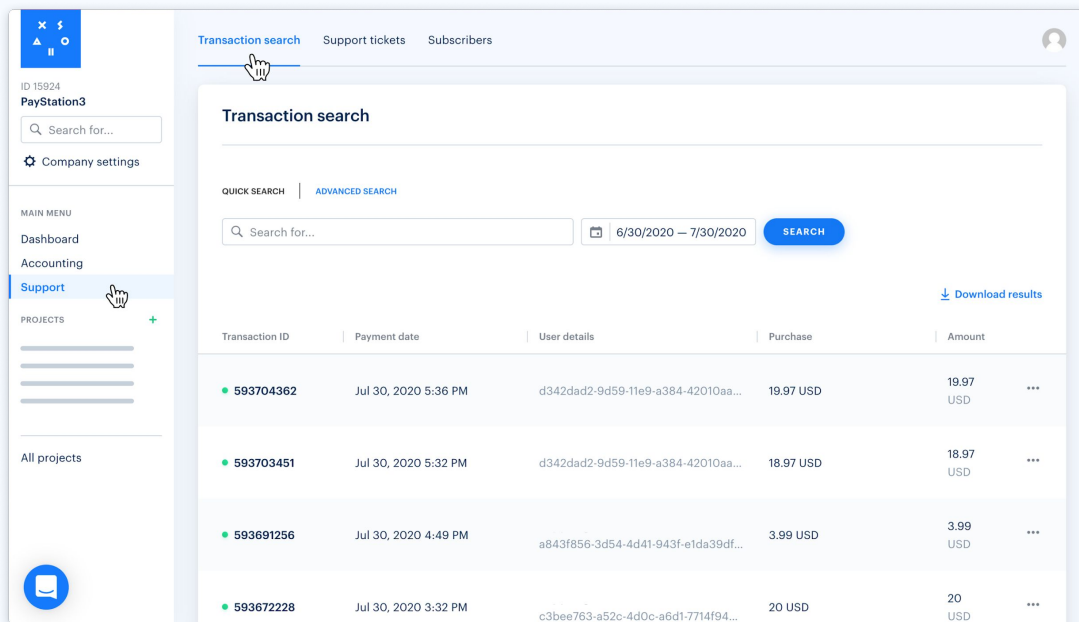 XS
AO
II
ID 15924
PayStation3
Search for...
Company settings
MAIN MENU
Dashboard
Accounting
Support
PROJECTS +
All projects
Transaction search Support tickets Subscribers
Transaction search
QUICK SEARCH | ADVANCED SEARCH
Search for... 6/30/2020 — 7/30/2020 SEARCH
Download results
Transaction ID Payment date User details Purchase Amount
593704362 Jul 30, 2020 5:36 PM d342dad2-9d59-11e9-a384-42010aa... 19.97 USD 19.97 ...
USD
593703451 Jul 30, 2020 5:32 PM d342dad2-9d59-11e9-a384-42010aa... 18.97 USD 18.97 ...
USD
593691256 Jul 30, 2020 4:49 PM a843f856-3d54-4d41-943f-e1da39df... 3.99 USD 3.99 ...
USD
593672228 Jul 30, 2020 3:32 PM c3bee763-a52c-4d0c-a6d1-7714f94... 20 USD 20 ...
USD